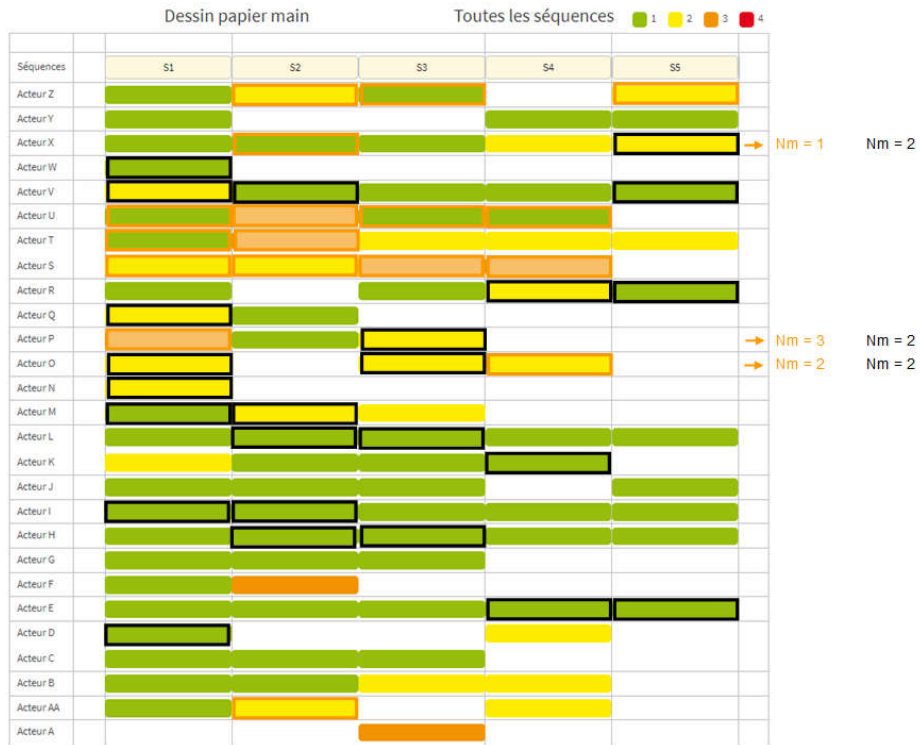 Dessin papier main Toutes les séquences 1 2 3 4
Séquences S1 S2 S3 S4 S5
Acteur Z
Acteur Y
Acteur X → Nm = 1 Nm = 2
Acteur W
Acteur V
Acteur U
Acteur T
Acteur S
Acteur R
Acteur Q
Acteur P → Nm = 3 Nm = 2
Acteur O → Nm = 2 Nm = 2
Acteur N
Acteur M
Acteur L
Acteur K
Acteur J
Acteur I
Acteur H
Acteur G
Acteur F
Acteur E
Acteur D
Acteur C
Acteur B
Acteur AA
Acteur A